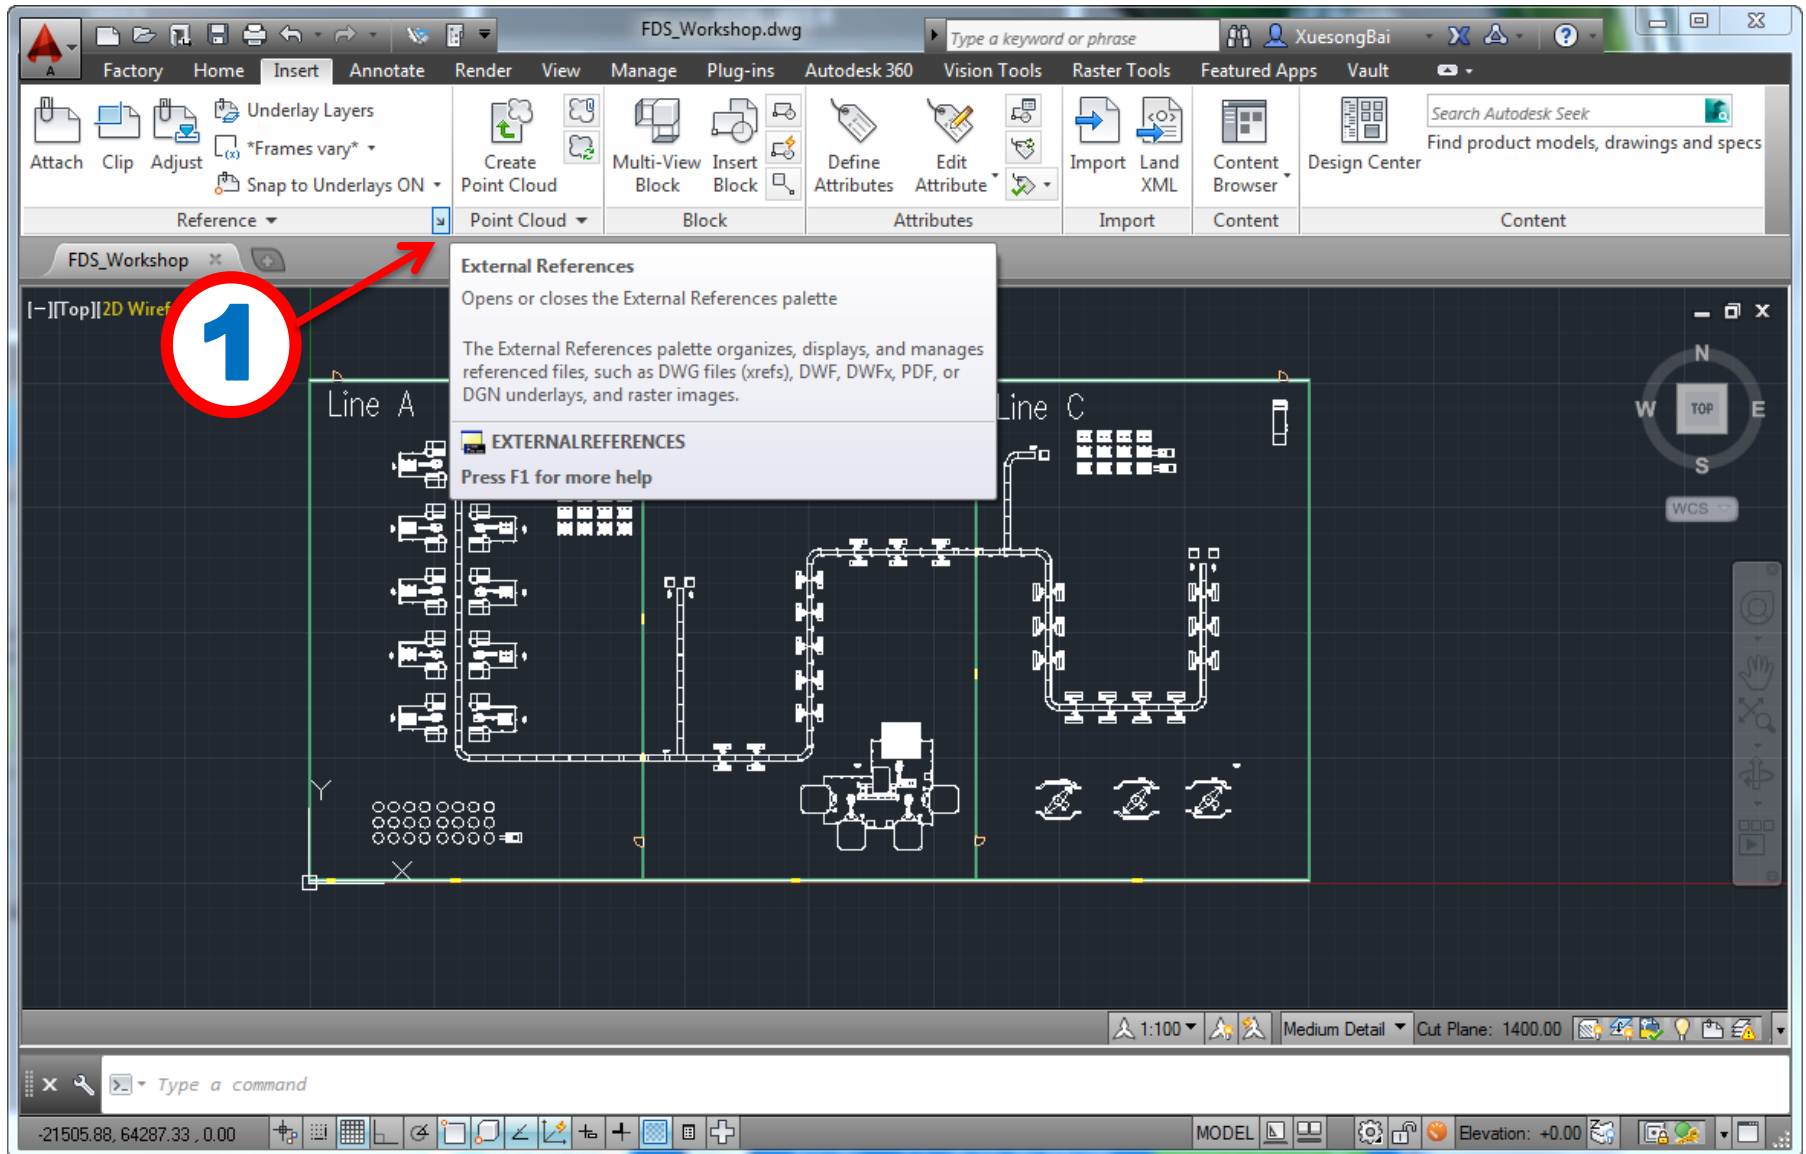 FDS_Workshop.dwg
Type a keyword or phrase
XuesongBai
Factory Home Insert Annotate Render View Manage Plug-ins Autodesk 360 Vision Tools Raster Tools Featured Apps Vault
A
Attach Clip Adjust
Underlay Layers
*Frames vary*
Snap to Underlays ON
Create
Point Cloud
Multi-View
Block
Insert
Block
Define
Attributes
Edit
Attribute
Import
Land
XML
Content
Browser
Design Center
Search Autodesk Seek
Find product models, drawings and specs
Reference Point Cloud Block Attributes Import Content Content
FDS_Workshop
[−][Top][2D Wiref
1
External References
Opens or closes the External References palette
The External References palette organizes, displays, and manages
referenced files, such as DWG files (xrefs), DWF, DWFx, PDF, or
DGN underlays, and raster images.
EXTERNALREFERENCES
Press F1 for more help
Line A
Line C
N
W TOP E
S
WCS
Y
X
1:100 Medium Detail Cut Plane: 1400.00
Type a command
-21505.88, 64287.33 , 0.00
MODEL
Elevation: +0.00